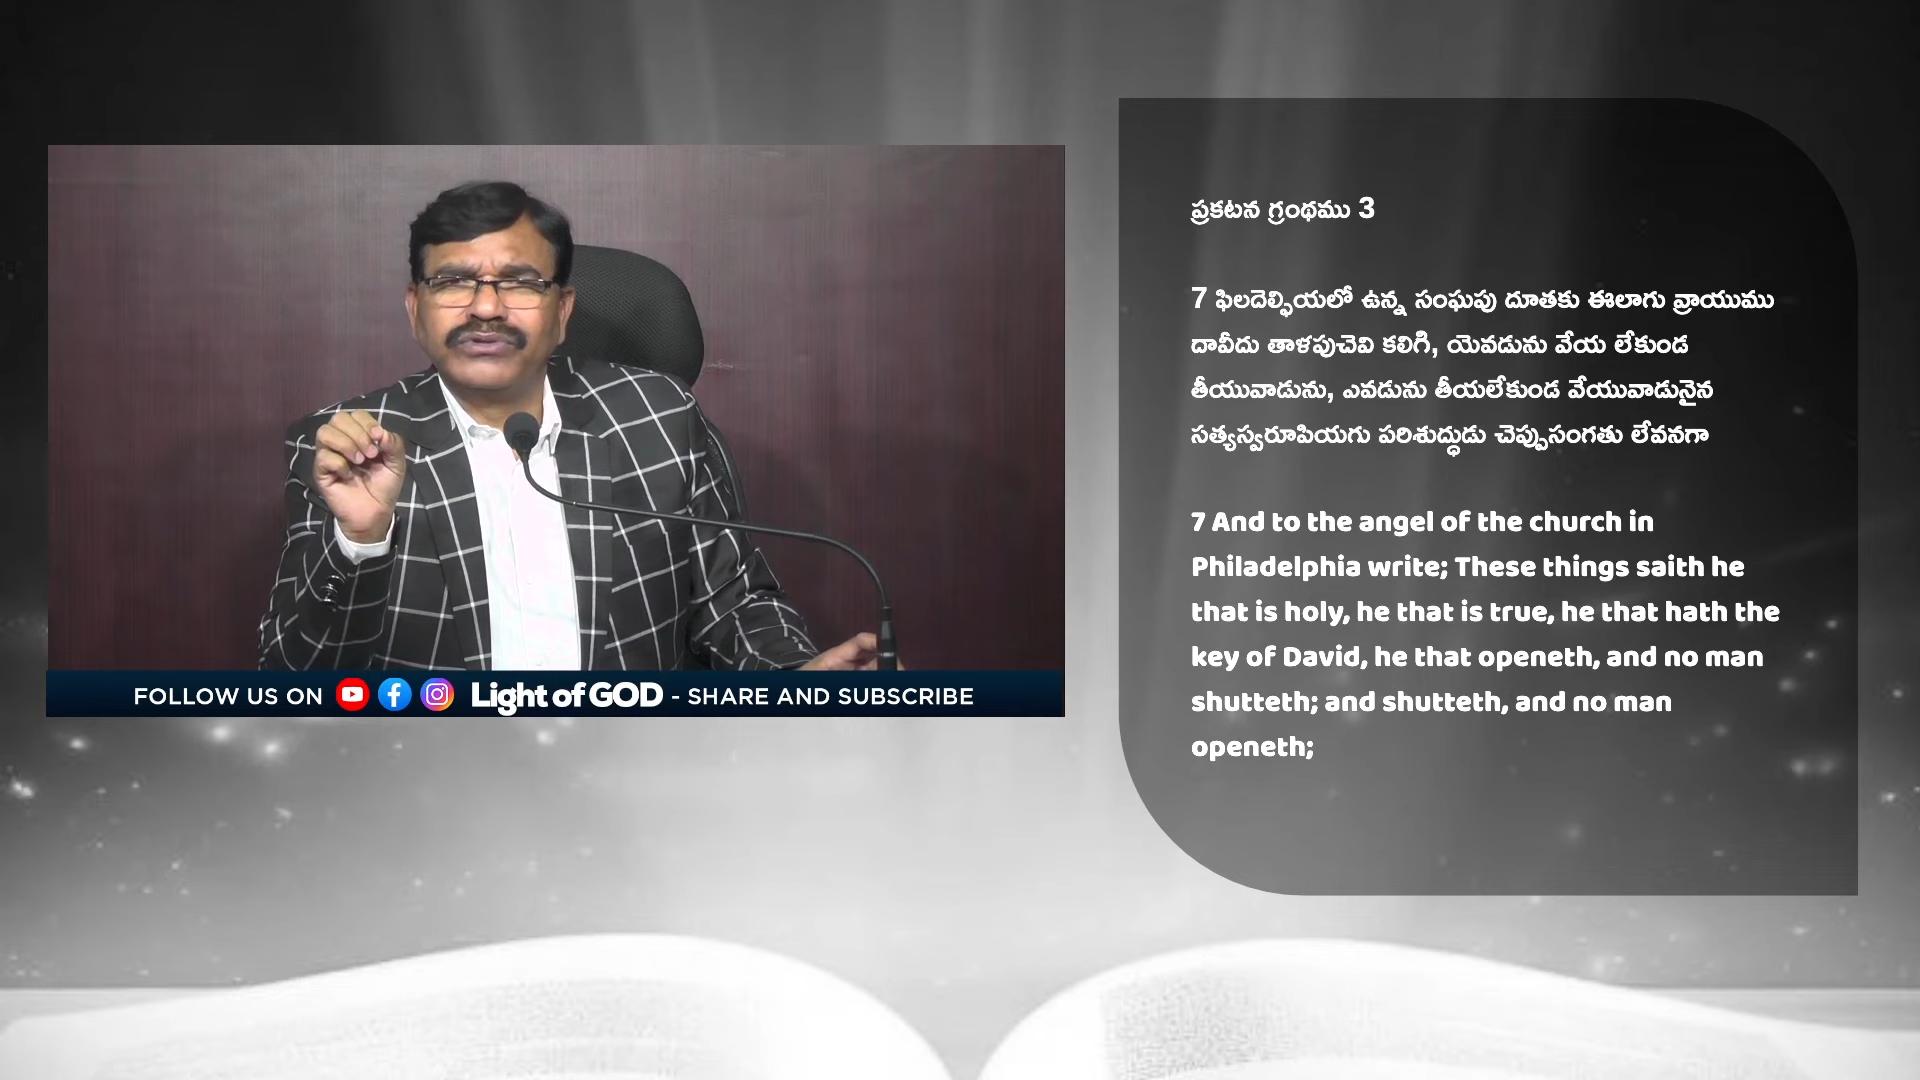 ప్రకటన గ్రంథము 3
7 ఫిలదెల్ఫియలో ఉన్న సంఘపు దూతకు ఈలాగు వ్రాయుము
దావీదు తాళపుచెవి కలిగి, యెవడును వేయ లేకుండ
తీయువాడును, ఎవడును తీయలేకుండ వేయువాడునైన
సత్యస్వరూపియగు పరిశుద్ధుడు చెప్పుసంగతు లేవనగా
7 And to the angel of the church in
Philadelphia write; These things saith he
that is holy, he that is true, he that hath the
key of David, he that openeth, and no man
shutteth; and shutteth, and no man
openeth;
FOLLOW US ON Light of GOD - SHARE AND SUBSCRIBE